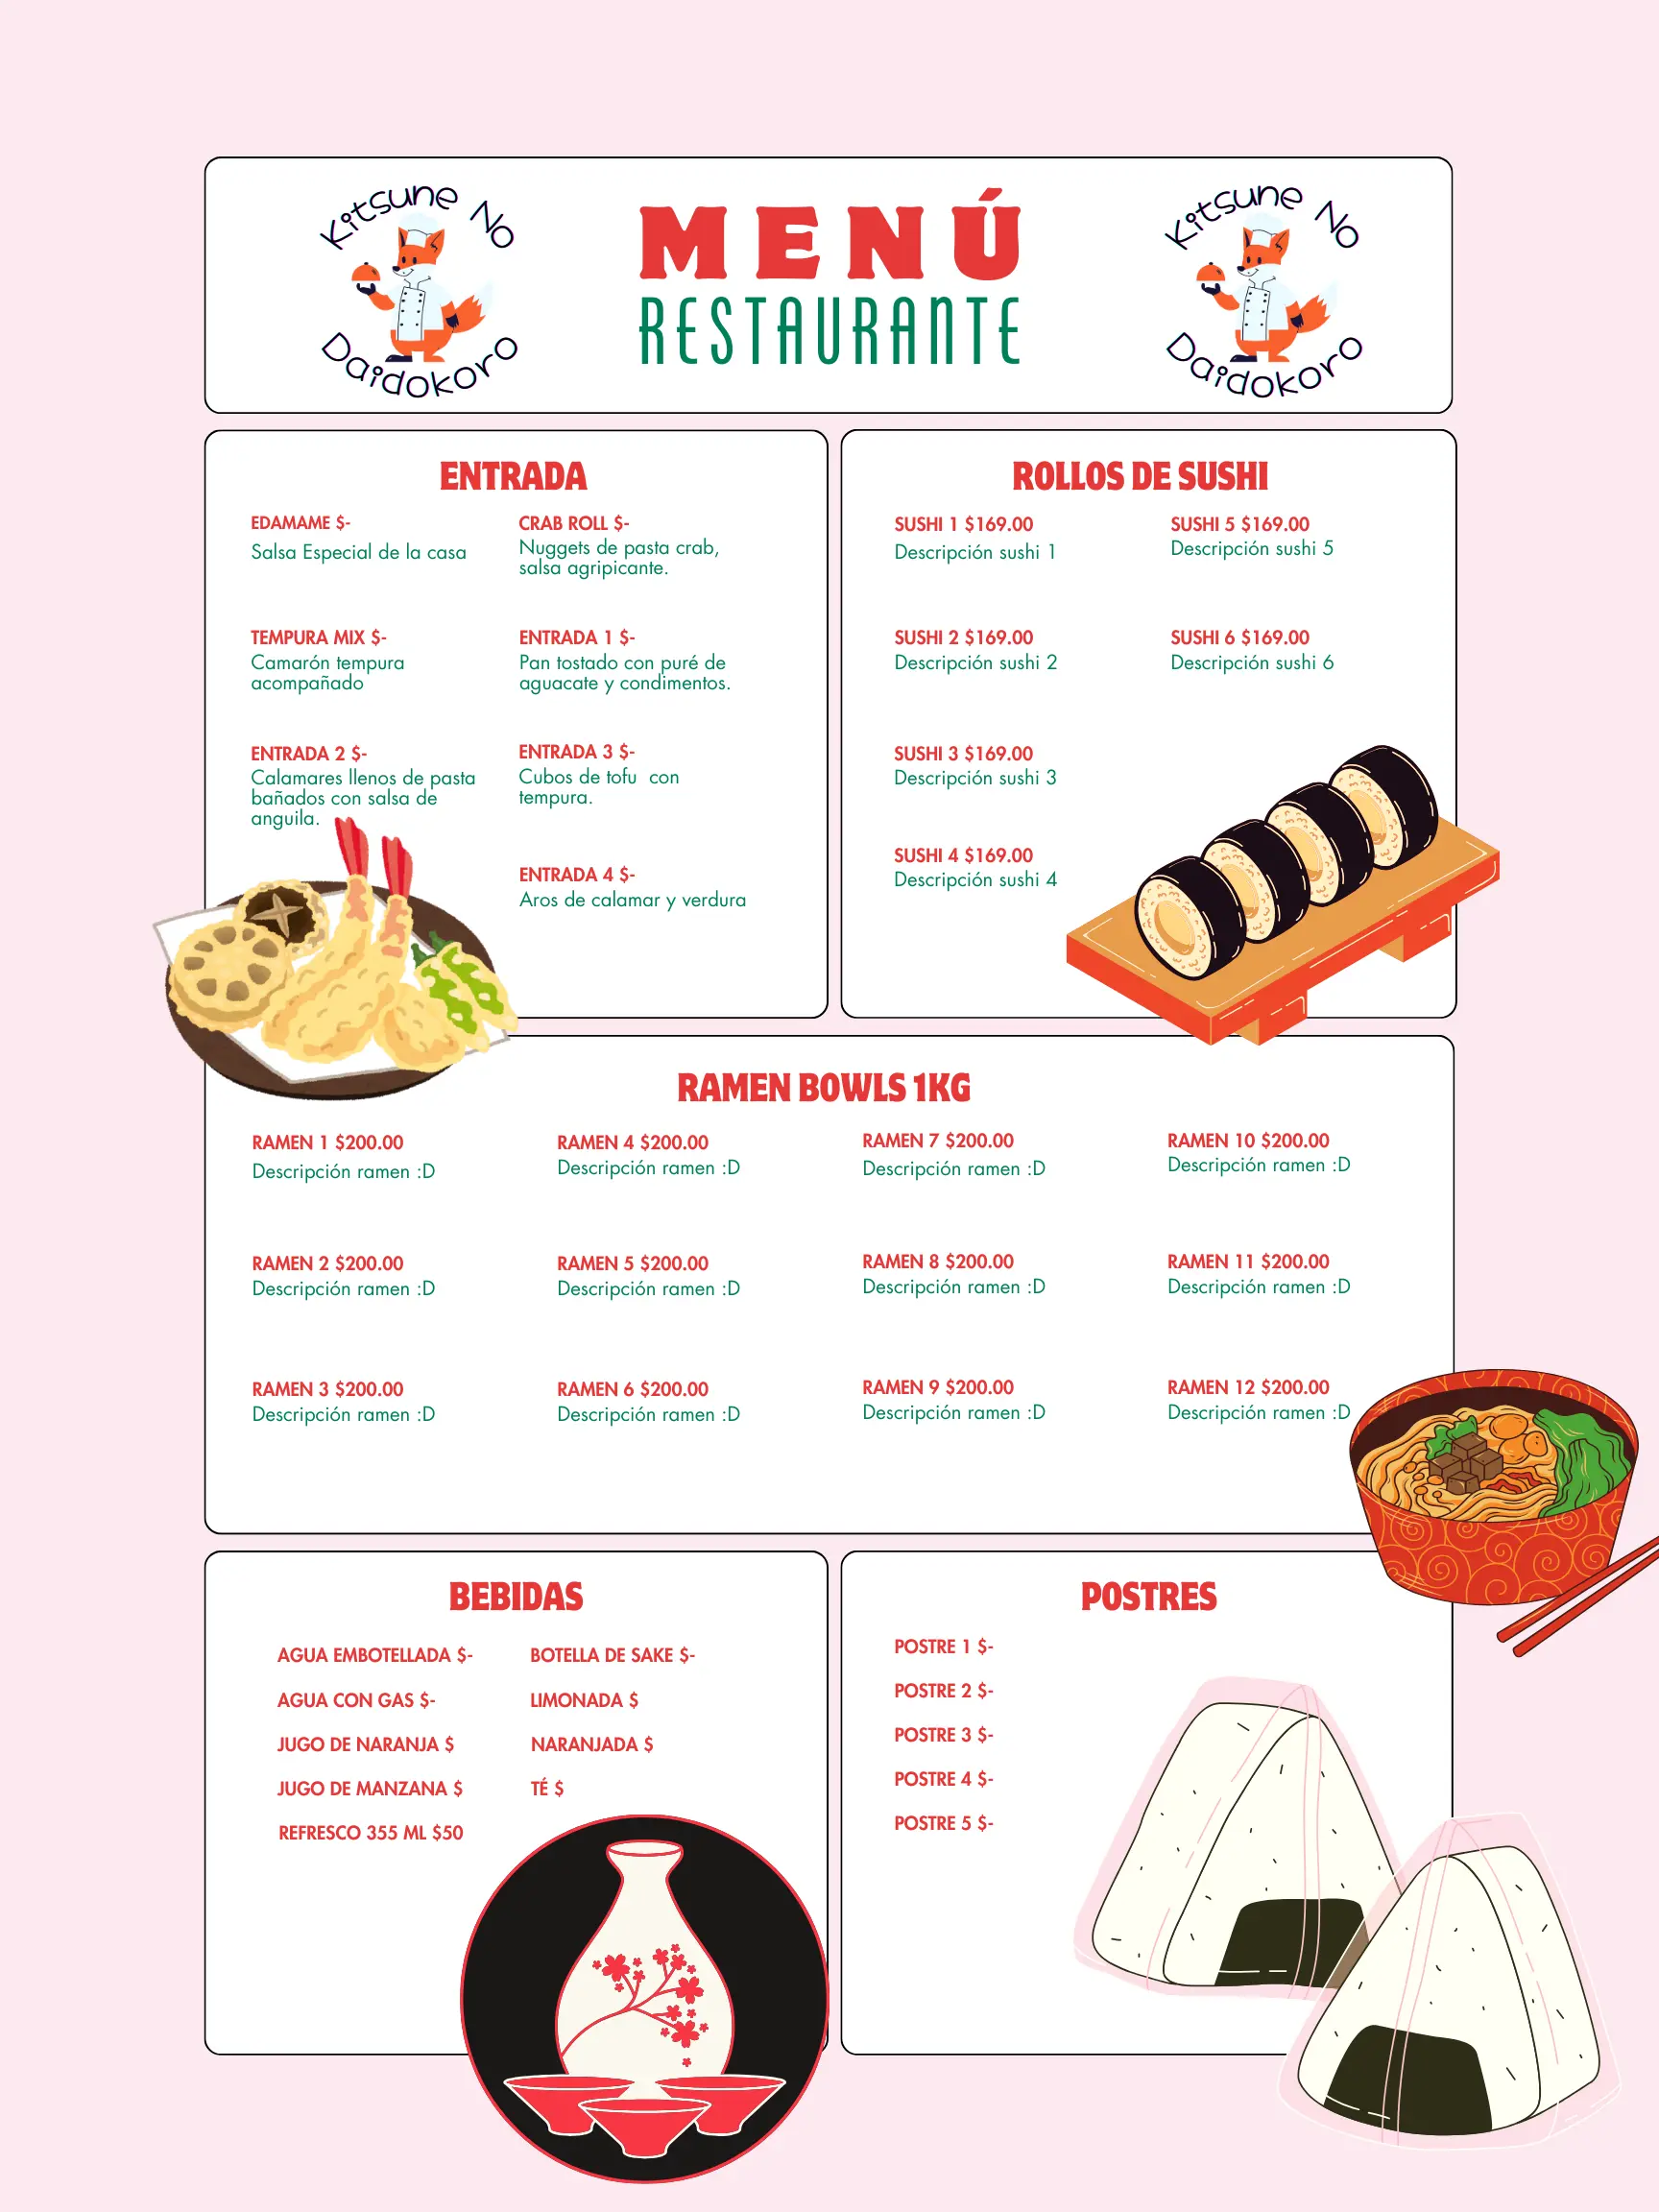 Kitsune No
Daidokoro
MENÚ
RESTAURANTE
Kitsune No
Daidokoro
ENTRADA
EDAMAME $-
Salsa Especial de la casa
TEMPURA MIX $-
Camarón tempura
acompañado
ENTRADA 2 $-
Calamares llenos de pasta
bañados con salsa de
anguila.
CRAB ROLL $-
Nuggets de pasta crab,
salsa agripicante.
ENTRADA 1 $-
Pan tostado con puré de
aguacate y condimentos.
ENTRADA 3 $-
Cubos de tofu  con
tempura.
ENTRADA 4 $-
Aros de calamar y verdura
ROLLOS DE SUSHI
SUSHI 1 $169.00
Descripción sushi 1
SUSHI 2 $169.00
Descripción sushi 2
SUSHI 3 $169.00
Descripción sushi 3
SUSHI 4 $169.00
Descripción sushi 4
SUSHI 5 $169.00
Descripción sushi 5
SUSHI 6 $169.00
Descripción sushi 6
RAMEN BOWLS 1KG
RAMEN 1 $200.00
Descripción ramen :D
RAMEN 2 $200.00
Descripción ramen :D
RAMEN 3 $200.00
Descripción ramen :D
RAMEN 4 $200.00
Descripción ramen :D
RAMEN 5 $200.00
Descripción ramen :D
RAMEN 6 $200.00
Descripción ramen :D
RAMEN 7 $200.00
Descripción ramen :D
RAMEN 8 $200.00
Descripción ramen :D
RAMEN 9 $200.00
Descripción ramen :D
RAMEN 10 $200.00
Descripción ramen :D
RAMEN 11 $200.00
Descripción ramen :D
RAMEN 12 $200.00
Descripción ramen :D
BEBIDAS
AGUA EMBOTELLADA $-
AGUA CON GAS $-
JUGO DE NARANJA $
JUGO DE MANZANA $
REFRESCO 355 ML $50
BOTELLA DE SAKE $-
LIMONADA $
NARANJADA $
TÉ $
POSTRES
POSTRE 1 $-
POSTRE 2 $-
POSTRE 3 $-
POSTRE 4 $-
POSTRE 5 $-